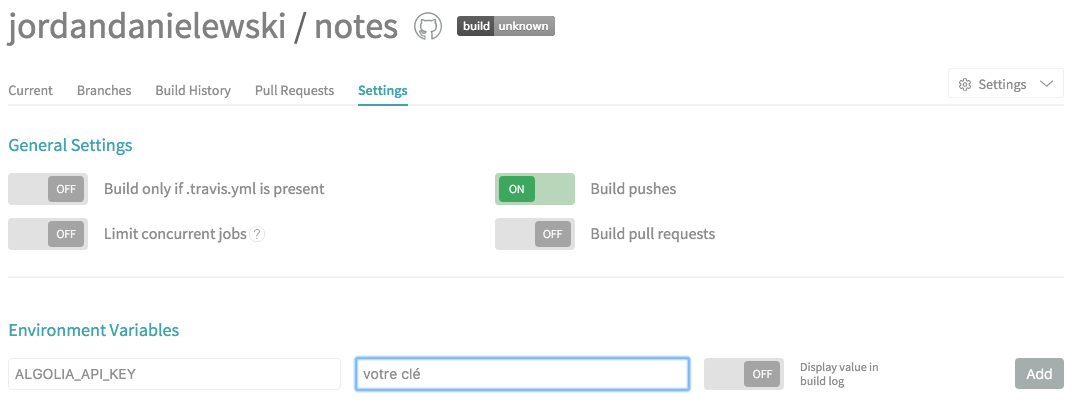 jordandanielewski / notes build unknown
Current Branches Build History Pull Requests Settings Settings
General Settings
OFF Build only if .travis.yml is present ON Build pushes
OFF Limit concurrent jobs ? OFF Build pull requests
Environment Variables
ALGOLIA_API_KEY votre clé OFF Display value in
build log Add